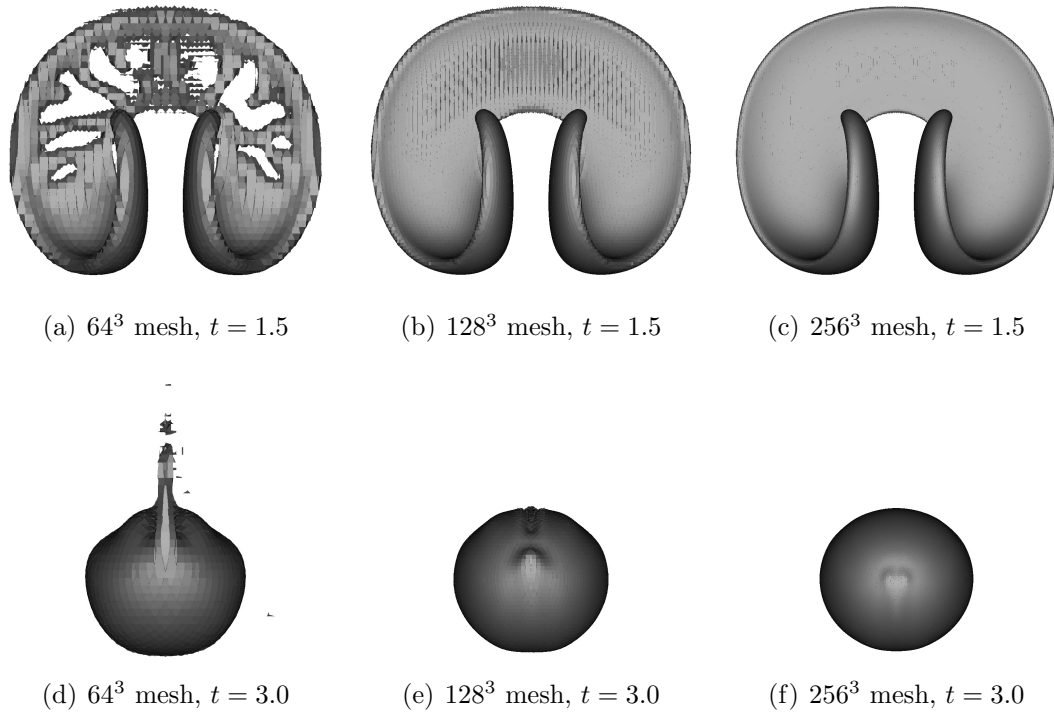 (a) 64³ mesh, t = 1.5
(b) 128³ mesh, t = 1.5
(c) 256³ mesh, t = 1.5
(d) 64³ mesh, t = 3.0
(e) 128³ mesh, t = 3.0
(f) 256³ mesh, t = 3.0